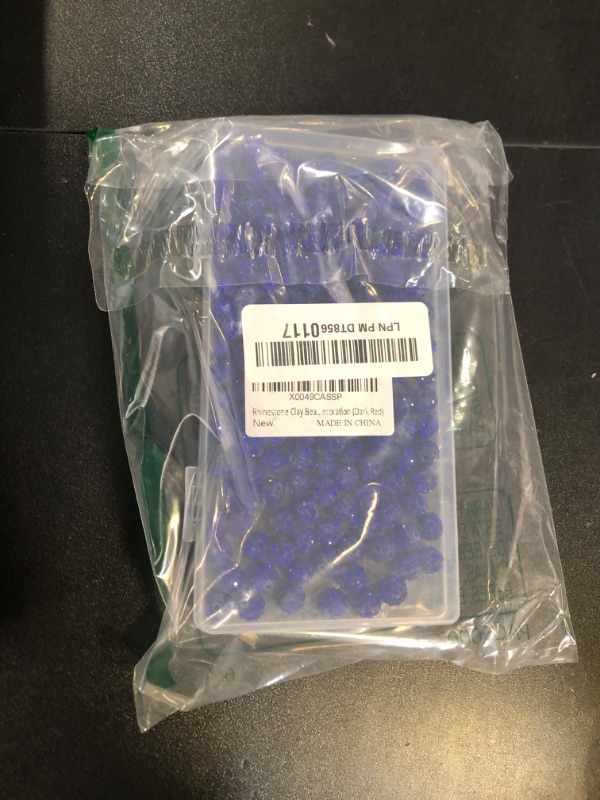 LPN PM DT8560117
X0049CASSP
Rhinestone Clay Bea...ecoration (Dark Red)
New MADE IN CHINA